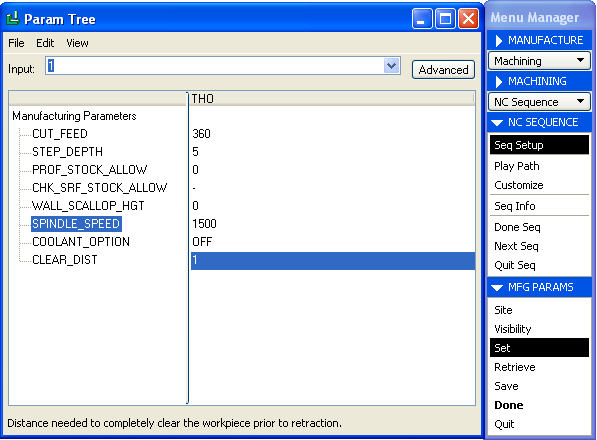 Param Tree
File Edit View
Input: 1 Advanced
THO
Manufacturing Parameters
CUT_FEED 360
STEP_DEPTH 5
PROF_STOCK_ALLOW 0
CHK_SRF_STOCK_ALLOW -
WALL_SCALLOP_HGT 0
SPINDLE_SPEED 1500
COOLANT_OPTION OFF
CLEAR_DIST 1
Distance needed to completely clear the workpiece prior to retraction.
Menu Manager
MANUFACTURE
Machining
MACHINING
NC Sequence
NC SEQUENCE
Seq Setup
Play Path
Customize
Seq Info
Done Seq
Next Seq
Quit Seq
MFG PARAMS
Site
Visibility
Set
Retrieve
Save
Done
Quit